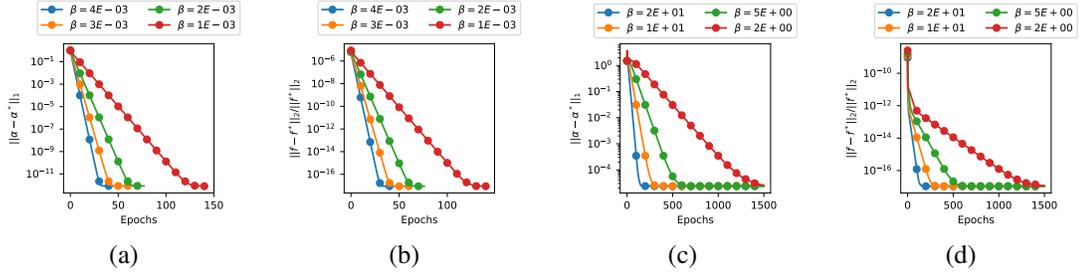 β = 4E − 03 β = 2E − 03
β = 3E − 03 β = 1E − 03
10⁻¹
10⁻³
10⁻⁵
10⁻⁷
10⁻⁹
10⁻¹¹
||α − α*||₁
0 50 100 150
Epochs
(a)
β = 4E − 03 β = 2E − 03
β = 3E − 03 β = 1E − 03
10⁻⁶
10⁻⁸
10⁻¹⁰
10⁻¹²
10⁻¹⁴
10⁻¹⁶
||f − f*||₂/||f*||₂
0 50 100
Epochs
(b)
β = 2E + 01 β = 5E + 00
β = 1E + 01 β = 2E + 00
10⁰
10⁻¹
10⁻²
10⁻³
10⁻⁴
||α − α*||₁
0 500 1000 1500
Epochs
(c)
β = 2E + 01 β = 5E + 00
β = 1E + 01 β = 2E + 00
10⁻¹⁰
10⁻¹²
10⁻¹⁴
10⁻¹⁶
||f − f*||₂/||f*||₂
0 500 1000 1500
Epochs
(d)